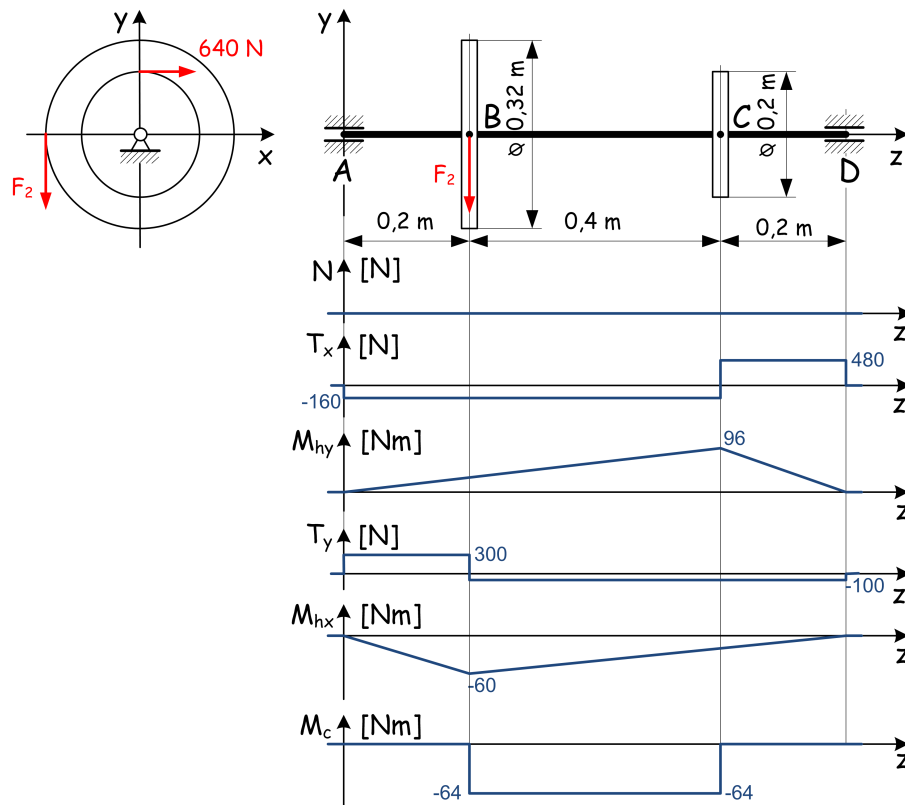 y
640 N
x
F₂
y
B
C
Ø 0,32 m
Ø 0,2 m
z
A
F₂
D
0,2 m
0,4 m
0,2 m
N [N]
z
Tx [N]
480
-160
z
Mhy [Nm]
96
z
Ty [N]
300
-100
z
Mhx [Nm]
z
-60
Mc [Nm]
z
-64
-64